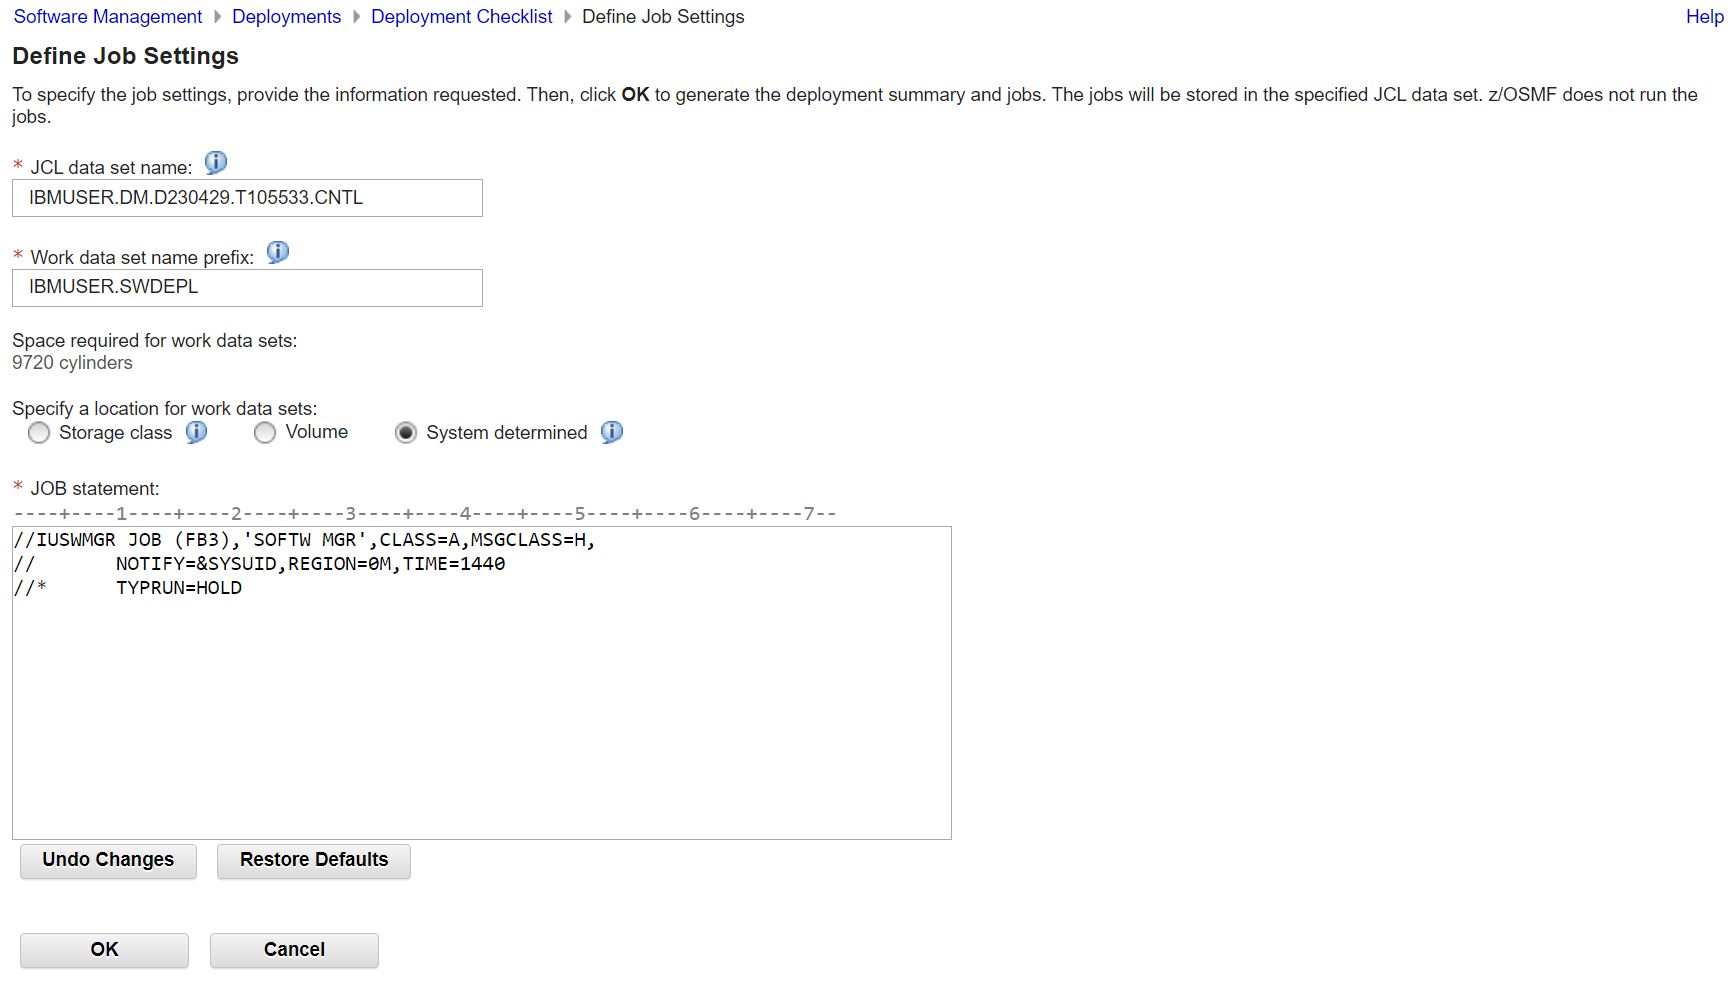 Software Management Deployments Deployment Checklist Define Job Settings Help
Define Job Settings
To specify the job settings, provide the information requested. Then, click OK to generate the deployment summary and jobs. The jobs will be stored in the specified JCL data set. z/OSMF does not run the
jobs.
* JCL data set name:
IBMUSER.DM.D230429.T105533.CNTL
* Work data set name prefix:
IBMUSER.SWDEPL
Space required for work data sets:
9720 cylinders
Specify a location for work data sets:
Storage class Volume System determined
* JOB statement:
----+----1----+----2----+----3----+----4----+----5----+----6----+----7--
//IUSWMGR JOB (FB3),'SOFTW MGR',CLASS=A,MSGCLASS=H,
//       NOTIFY=&SYSUID,REGION=0M,TIME=1440
//*      TYPRUN=HOLD
Undo Changes Restore Defaults
OK Cancel